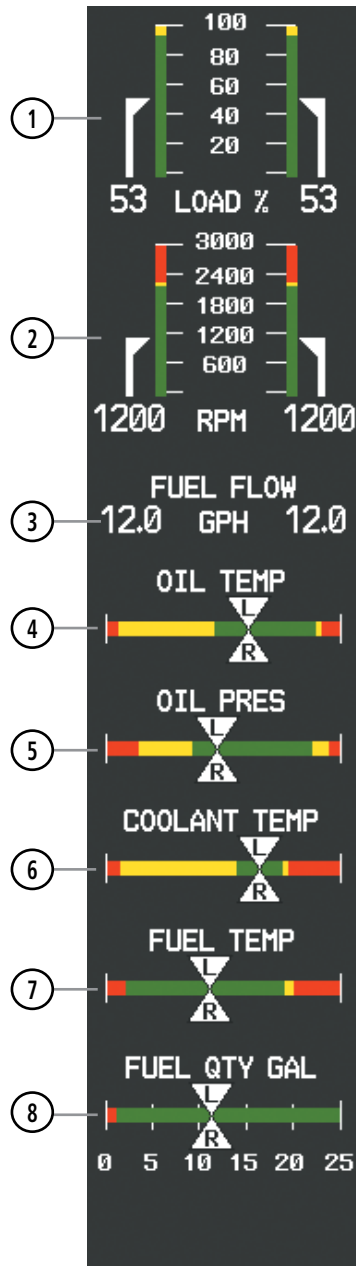 100
80
60
1
40
20
53 LOAD % 53
3000
2400
1800
2
1200
600
1200 RPM 1200
FUEL FLOW
3 12.0 GPH 12.0
OIL TEMP
L
4
R
OIL PRES
L
5
R
COOLANT TEMP
L
6
R
FUEL TEMP
L
7
R
FUEL QTY GAL
L
8
R
0 5 10 15 20 25